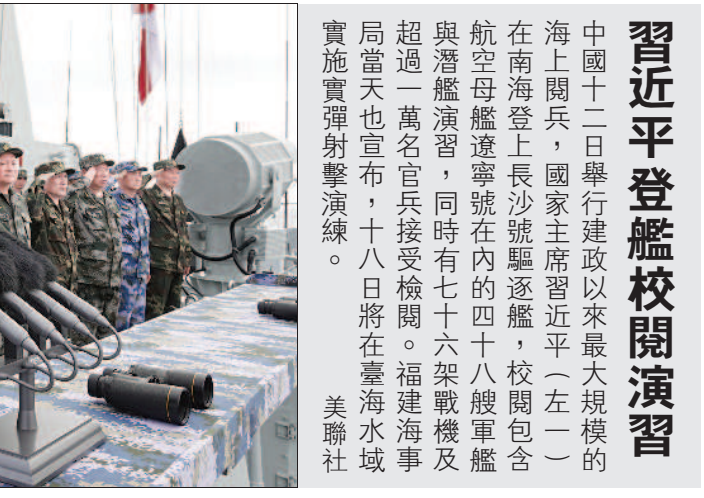 習近平登艦校閱演習
中國十二日舉行建政以來最大規模的
海上閱兵，國家主席習近平（左一）
在南海登上長沙號驅逐艦，校閱包含
航空母艦遼寧號在內的四十八艘軍艦
與潛艦演習，同時有七十六架戰機及
超過一萬名官兵接受檢閱。福建海事
局當天也宣布，十八日將在臺海水域
實施實彈射擊演練。　美聯社